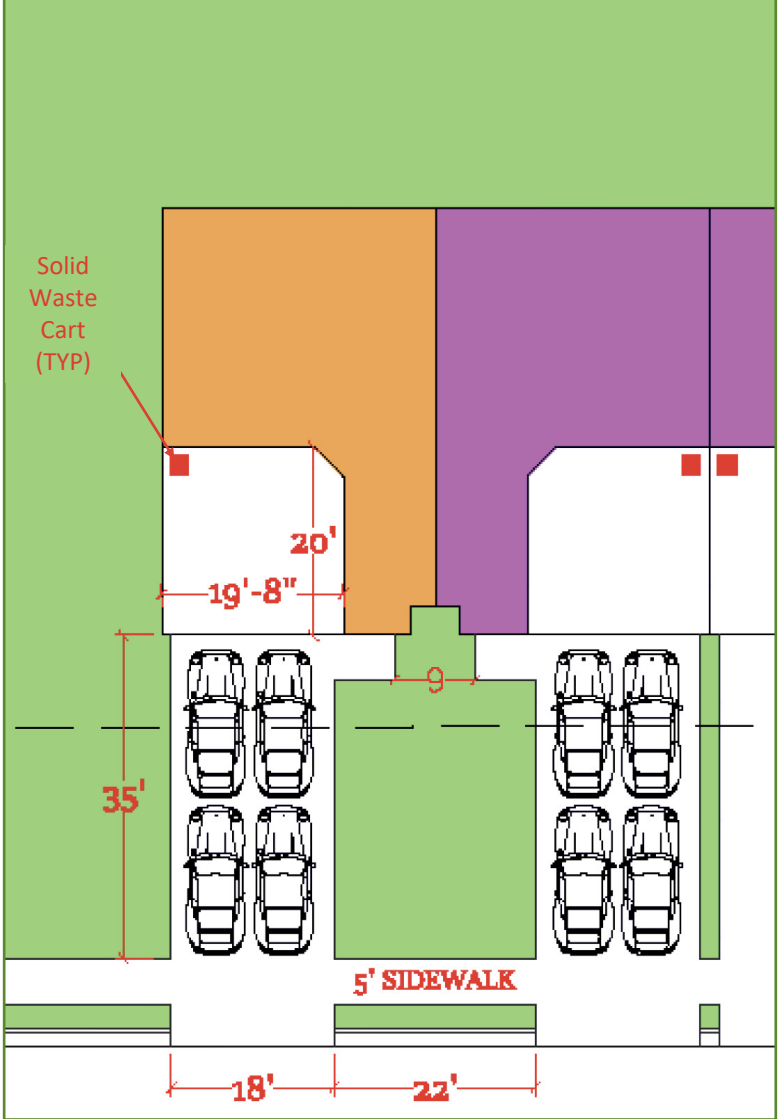 Solid
Waste
Cart
(TYP)
20'
19'-8"
9
35'
5' SIDEWALK
18'
22'